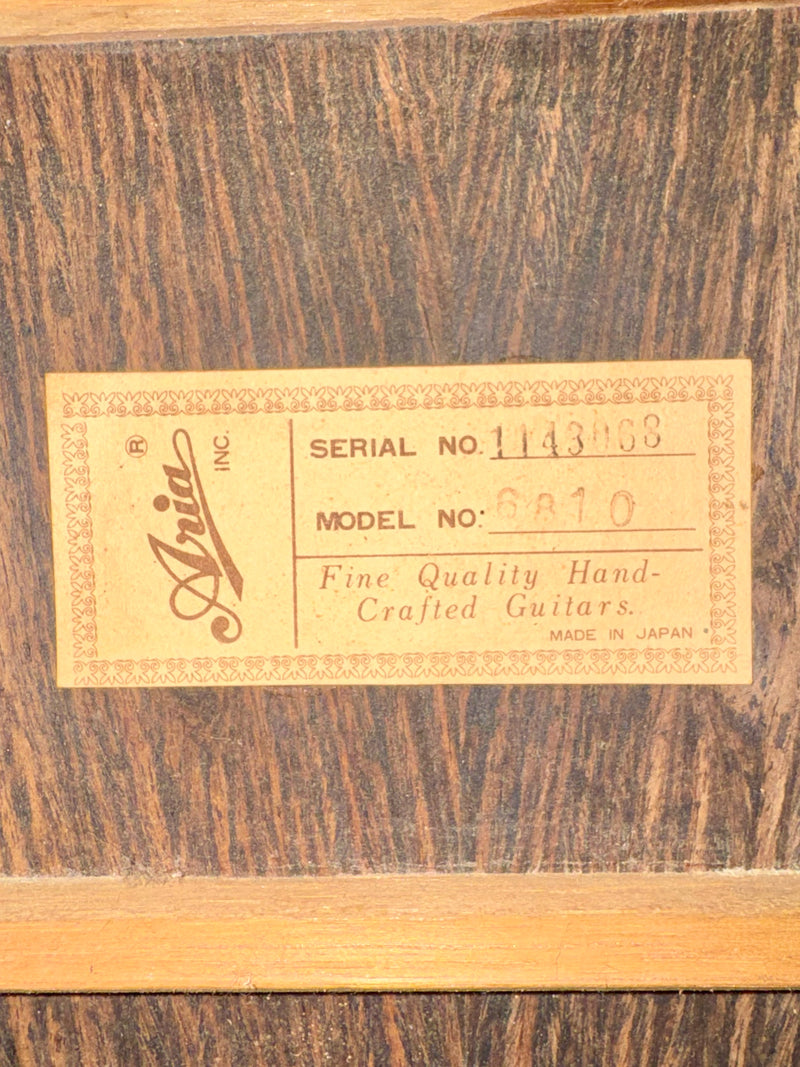 Aria ®
INC.
SERIAL NO. 1143068
MODEL NO: 6810
Fine Quality Hand-
Crafted Guitars.
MADE IN JAPAN